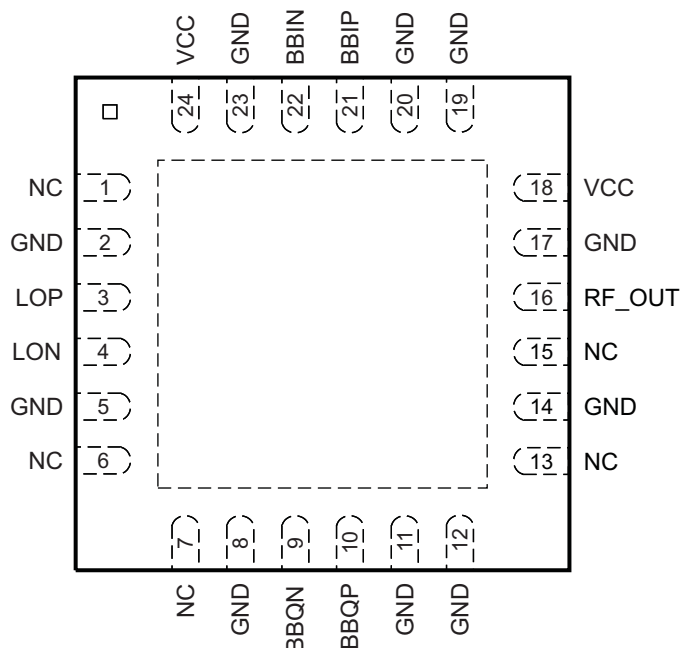 VCC GND BBIN BBIP GND GND
24 23 22 21 20 19
NC 1
GND 2
LOP 3
LON 4
GND 5
NC 6
18 VCC
17 GND
16 RF_OUT
15 NC
14 GND
13 NC
7 8 9 10 11 12
NC GND BBQN BBQP GND GND